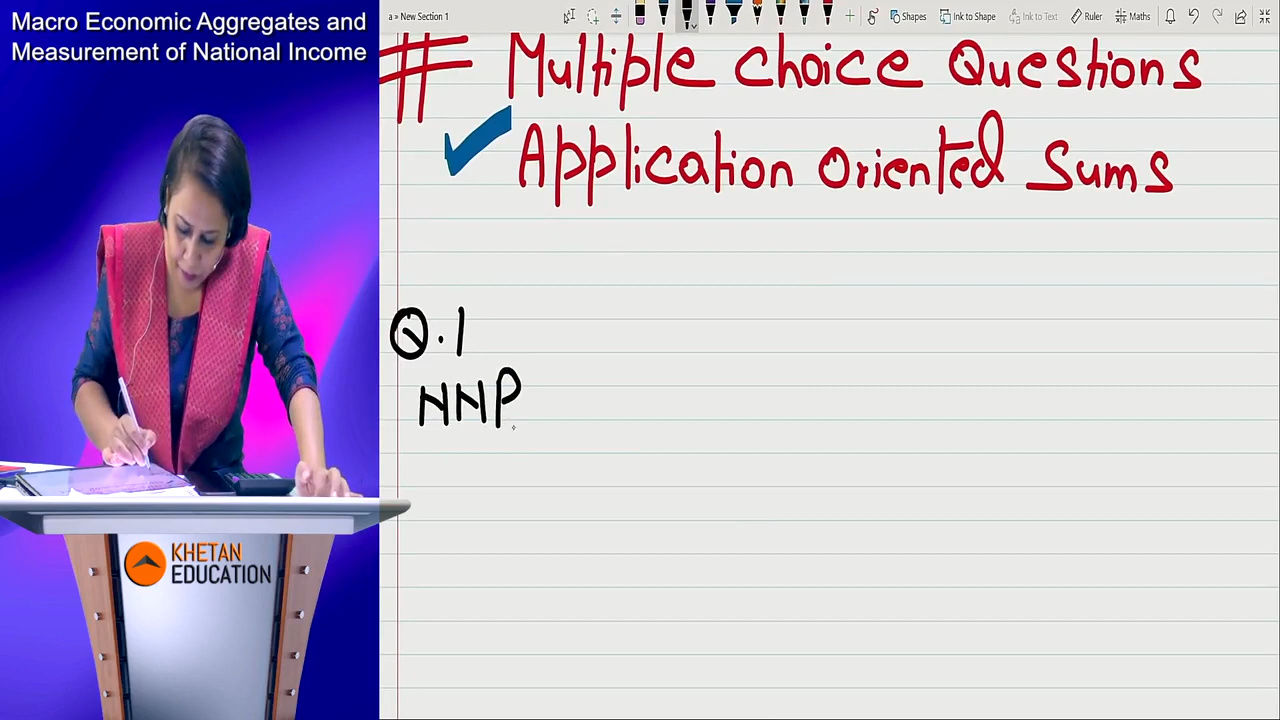 Macro Economic Aggregates and
Measurement of National Income
a » New Section 1
Shapes
Ink to Shape
Ink to Text
Ruler
Maths
# Multiple choice Questions
✓ Application Oriented Sums
Q.1
NNP
KHETAN
EDUCATION